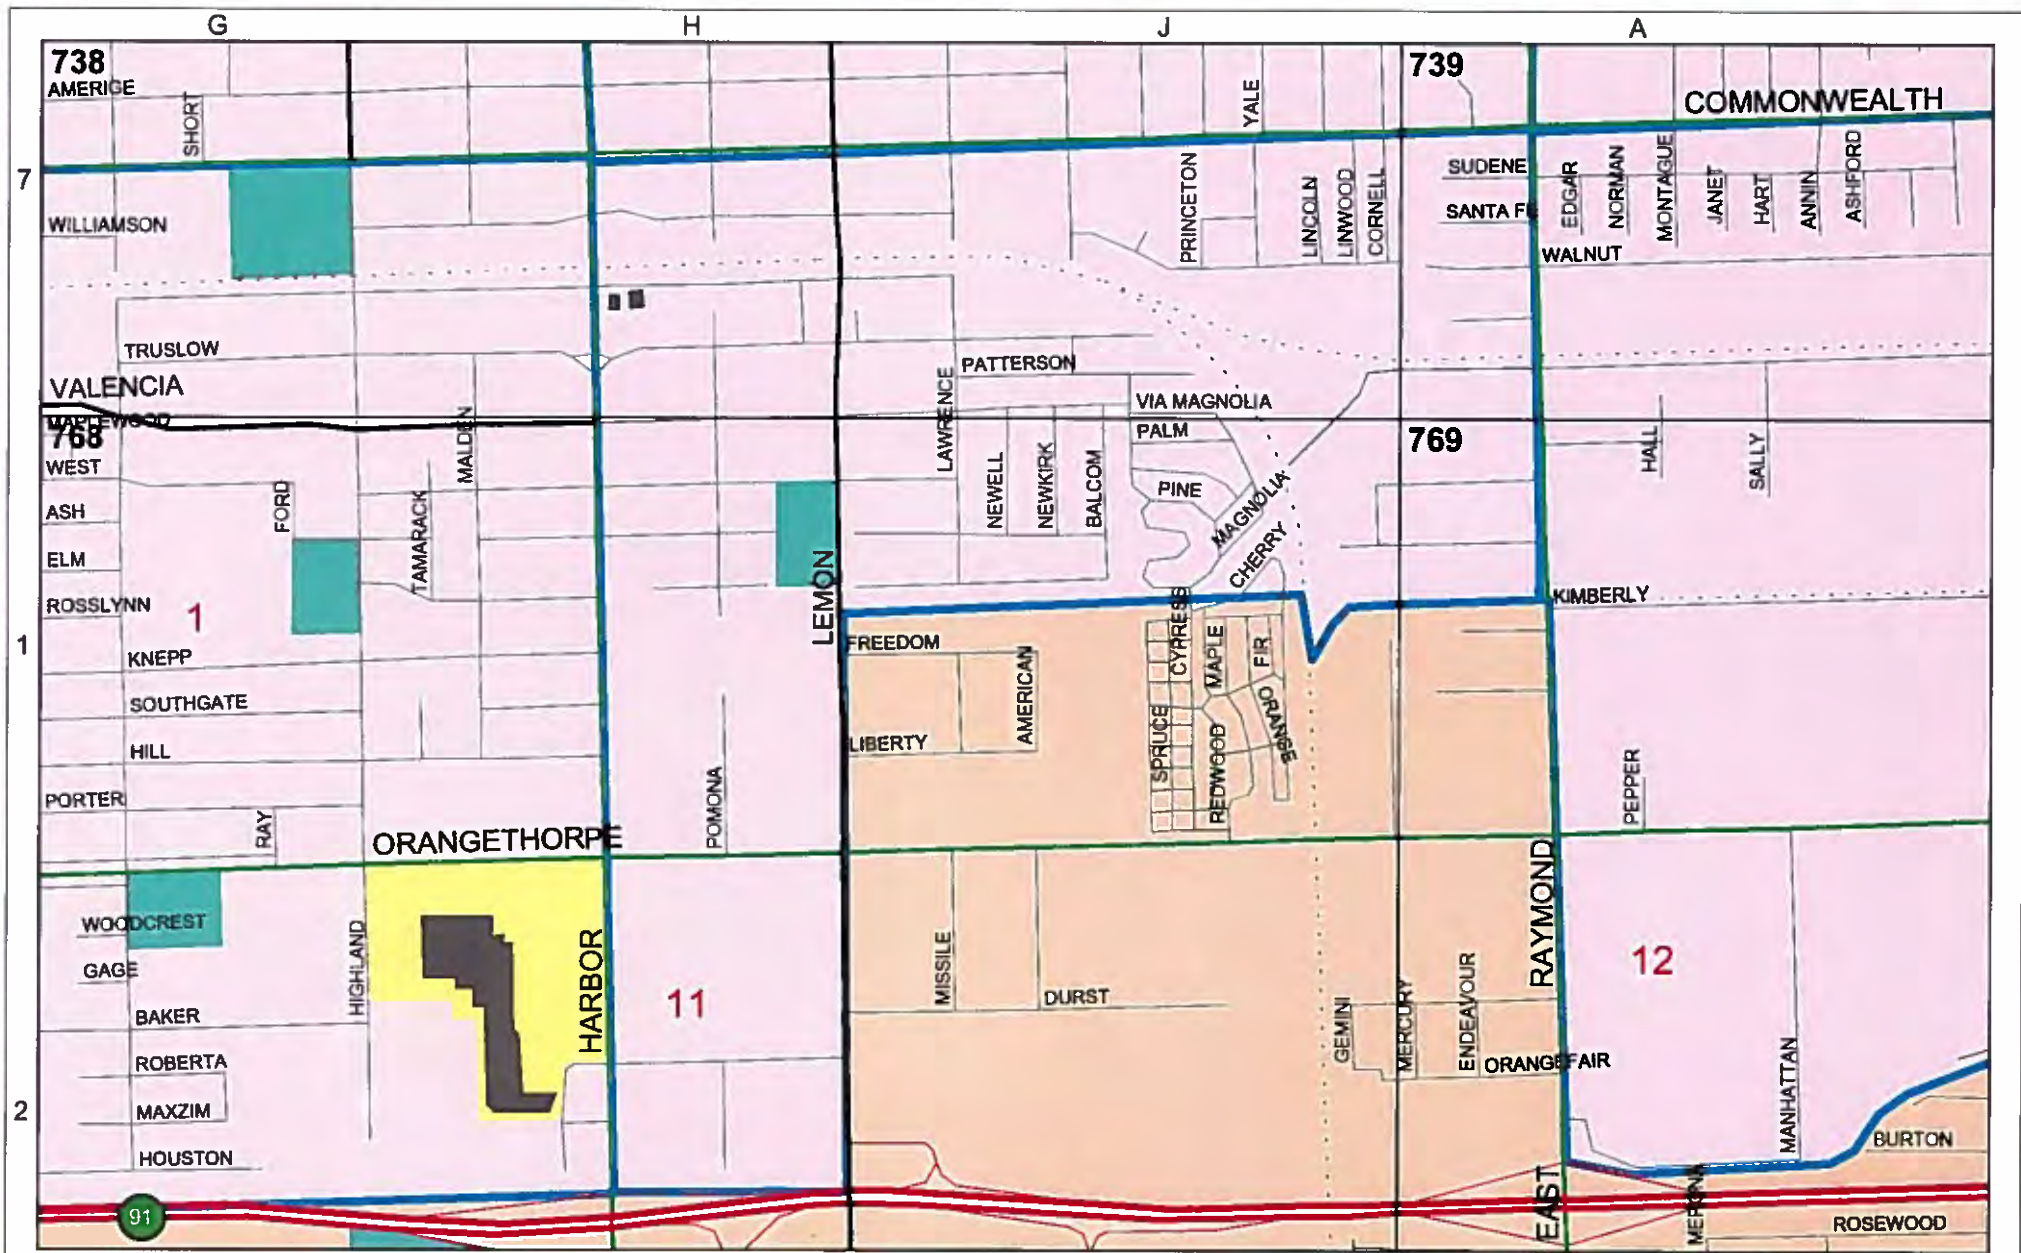 G H J A
738
739
AMERIGE
SHORT
YALE
COMMONWEALTH
7
WILLIAMSON
PRINCETON
LINCOLN
LINWOOD
CORNELL
SUDENE
SANTA FE
EDGAR
NORMAN
MONTAGUE
JANET
HART
ANNIN
ASHFORD
WALNUT
TRUSLOW
PATTERSON
VALENCIA
MAPLEWOOD
VIA MAGNOLIA
768
769
WEST
MALDEN
LAWRENCE
PALM
HALL
SALLY
ASH
FORD
TAMARACK
NEWELL
NEWKIRK
BALCOM
PINE
MAGNOLIA
CHERRY
ELM
ROSSLYNN
1
LEMON
KIMBERLY
1
KNEPP
FREEDOM
CYPRESS
MAPLE
FIR
SOUTHGATE
AMERICAN
ORANGE
HILL
LIBERTY
SPRUCE
REDWOOD
PORTER
RAY
POMONA
PEPPER
ORANGETHORPE
WOODCREST
RAYMOND
GAGE
HIGHLAND
HARBOR
11
MISSILE
DURST
12
BAKER
GEMINI
MERCURY
ENDEAVOUR
ROBERTA
ORANGEFAIR
2
MAXZIM
MANHATTAN
BURTON
HOUSTON
91
EAST
ROSEWOOD